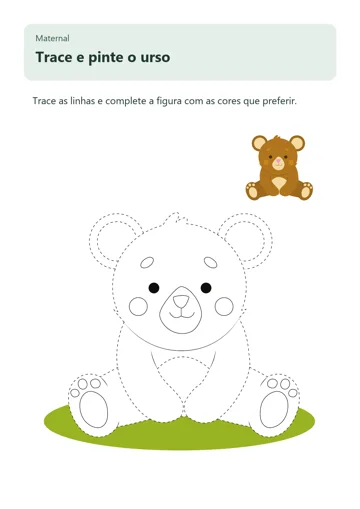 Maternal
Trace e pinte o urso
Trace as linhas e complete a figura com as cores que preferir.